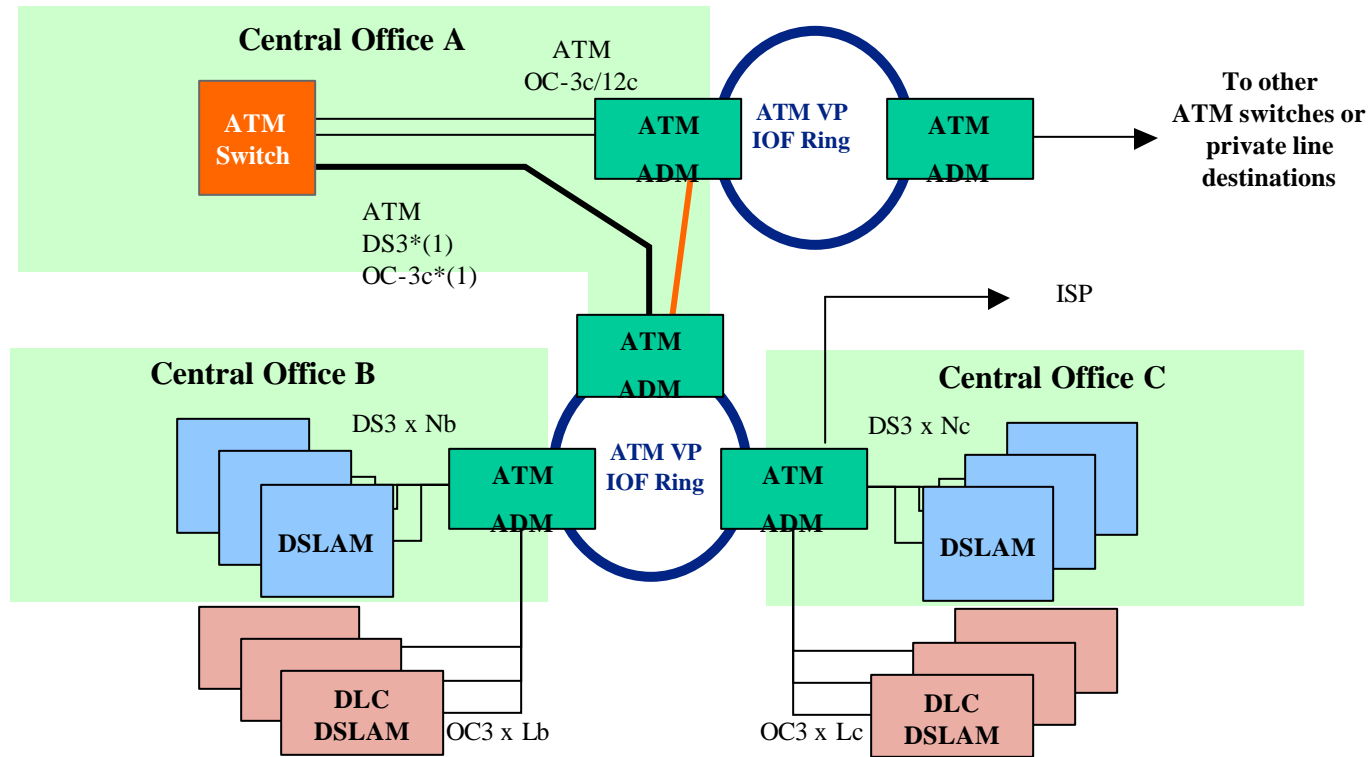 Central Office A
ATM
OC-3c/12c
ATM
Switch
ATM
ADM
ATM VP
IOF Ring
ATM
ADM
To other
ATM switches or
private line
destinations
ATM
DS3*(1)
OC-3c*(1)
ISP
ATM
ADM
Central Office B
Central Office C
DS3 x Nb
DS3 x Nc
ATM
ADM
ATM VP
IOF Ring
ATM
ADM
DSLAM
DSLAM
DLC
DSLAM
OC3 x Lb
OC3 x Lc
DLC
DSLAM